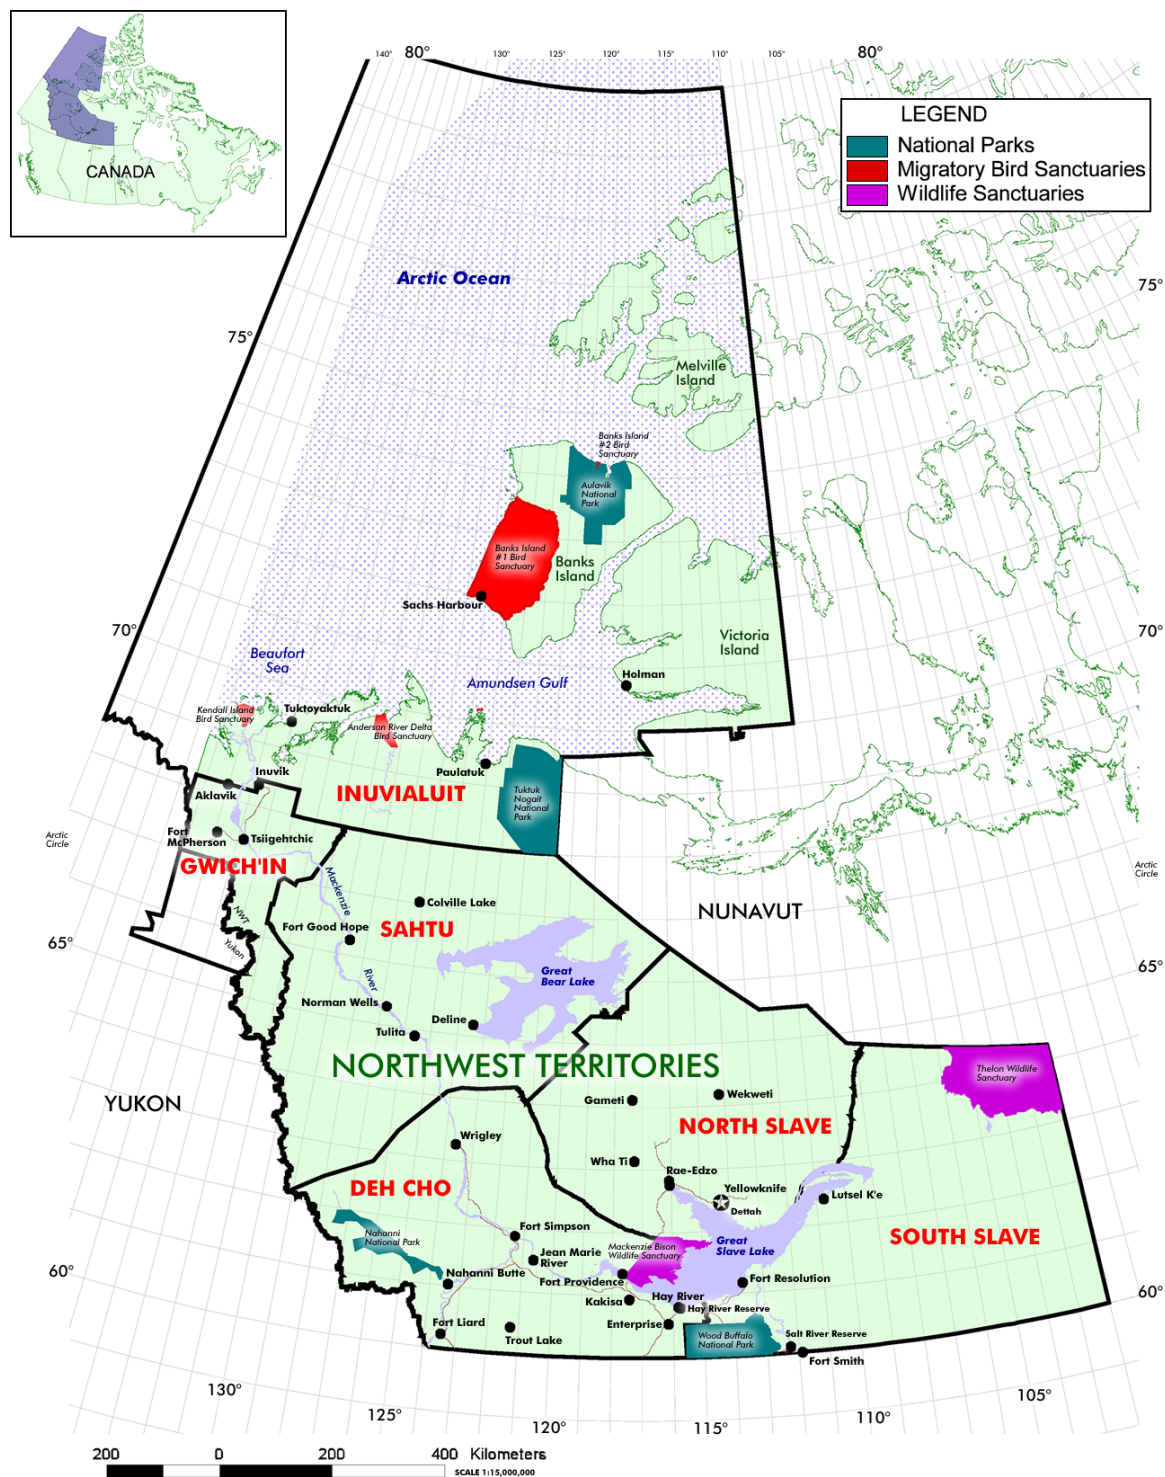 CANADA
140°
80°
130°
125°
120°
115°
110°
105°
80°
LEGEND
National Parks
Migratory Bird Sanctuaries
Wildlife Sanctuaries
Arctic Ocean
75°
75°
Melville
Island
Banks Island
#2 Bird
Sanctuary
Aulavik
National
Park
Banks Island
#1 Bird
Sanctuary
Banks
Island
Sachs Harbour
70°
70°
Victoria
Island
Beaufort
Sea
Amundsen Gulf
Holman
Kendall Island
Bird Sanctuary
Tuktoyaktuk
Anderson River Delta
Bird Sanctuary
Paulatuk
Inuvik
Aklavik
INUVIALUIT
Tuktuk
Nogait
National
Park
Fort
McPherson
Tsiigehtchic
Arctic
Circle
Arctic
Circle
GWICH'IN
Mackenzie
River
NWT
Yukon
Colville Lake
SAHTU
Fort Good Hope
NUNAVUT
65°
65°
Great
Bear Lake
Norman Wells
Deline
Tulita
NORTHWEST TERRITORIES
Thelon Wildlife
Sanctuary
YUKON
Gameti
Wekweti
NORTH SLAVE
Wrigley
Wha Ti
Rae-Edzo
DEH CHO
Yellowknife
Dettah
Lutsel K'e
Nahanni
National Park
Fort Simpson
SOUTH SLAVE
Great
Slave Lake
Mackenzie Bison
Wildlife Sanctuary
Jean Marie
River
Nahanni Butte
Fort Providence
Fort Resolution
60°
60°
Kakisa
Hay River
Hay River Reserve
Fort Liard
Enterprise
Trout Lake
Wood Buffalo
National Park
Salt River Reserve
Fort Smith
130°
125°
120°
115°
110°
105°
200
0
200
400
Kilometers
SCALE 1:15,000,000